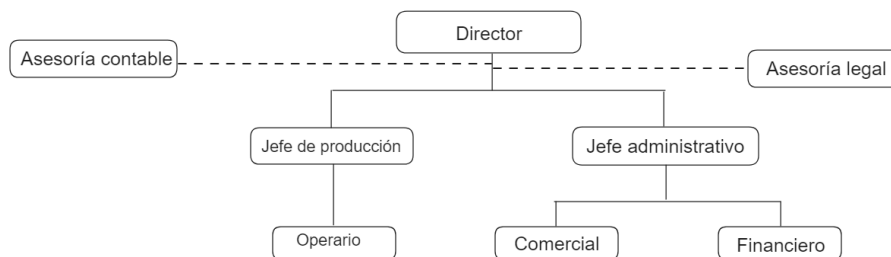 Director
Asesoría contable
Asesoría legal
Jefe de producción
Jefe administrativo
Operario
Comercial
Financiero